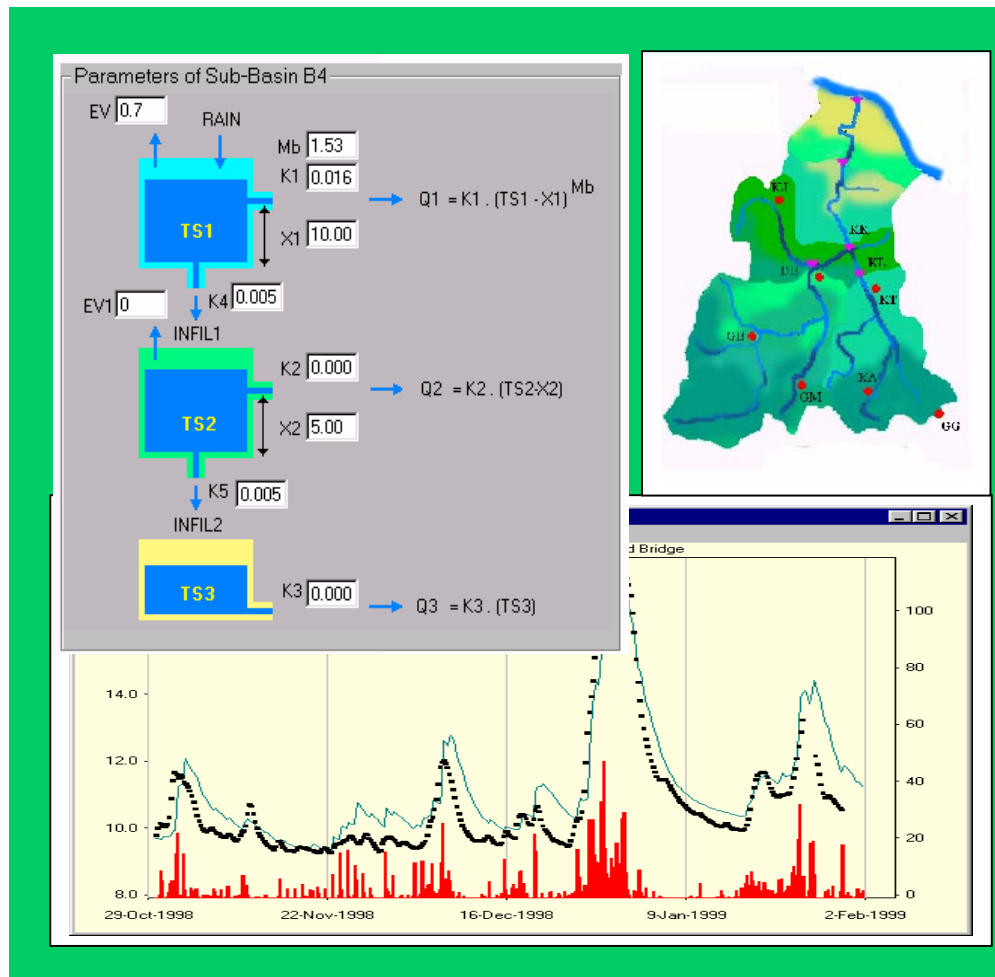 Parameters of Sub-Basin B4
EV 0.7
RAIN
Mb 1.53
K1 0.016
Q1 = K1 . (TS1 - X1) Mb
TS1
X1 10.00
K4 0.005
EV1 0
INFIL1
K2 0.000
Q2 = K2 . (TS2-X2)
TS2
X2 5.00
K5 0.005
INFIL2
TS3
K3 0.000
Q3 = K3 . (TS3)
KJ
KK
DB
KL
KT
GB
GM
KA
GG
d Bridge
100
80
14.0
60
12.0
40
10.0
20
8.0
0
29-Oct-1998
22-Nov-1998
16-Dec-1998
9-Jan-1999
2-Feb-1999